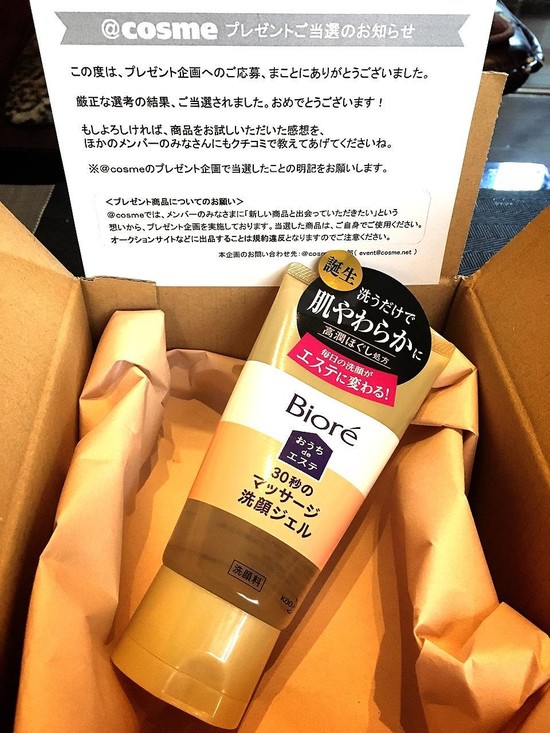 @cosme プレゼントご当選のお知らせ
この度は、プレゼント企画へのご応募、まことにありがとうございました。
厳正な選考の結果、ご当選されました。おめでとうございます！
もしよろしければ、商品をお試しいただいた感想を、
ほかのメンバーのみなさんにもクチコミで教えてあげてくださいね。
※@cosmeのプレゼント企画で当選したことの明記をお願いします。
＜プレゼント商品についてのお願い＞
@cosmeでは、メンバーのみなさまに「新しい商品と出会っていただきたい」という
想いから、プレゼント企画を実施しております。当選した商品は、ご自身でご使用ください。
オークションサイトなどに出品することは規約違反となりますのでご注意ください。
本企画のお問い合わせ先：@cosme ( event@cosme.net )
誕生
洗うだけで
肌やわらかに
高潤ほぐし処方
毎日の洗顔が
エステに変わる！
Bioré
おうち
de
エステ
30秒の
マッサージ
洗顔ジェル
洗顔料